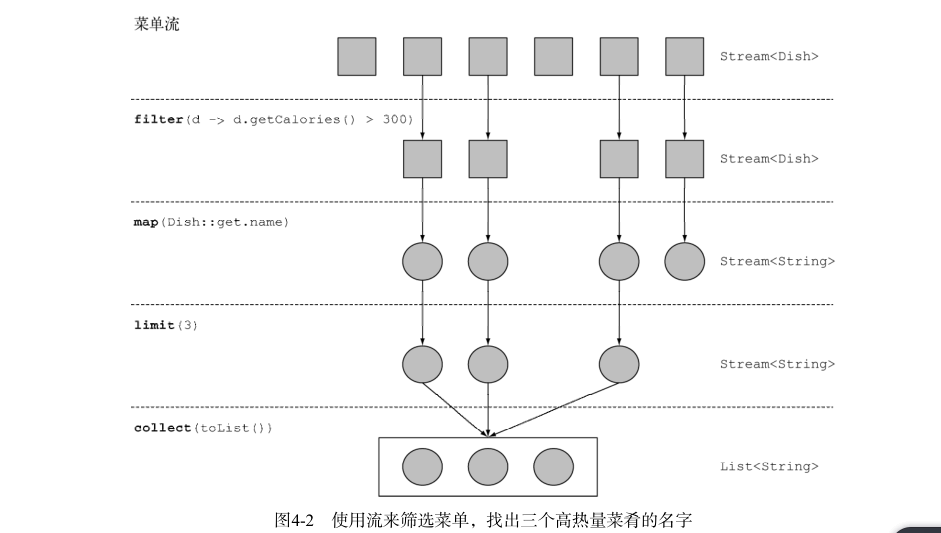 菜单流
Stream<Dish>
filter(d -> d.getCalories() > 300)
Stream<Dish>
map(Dish::get.name)
Stream<String>
limit(3)
Stream<String>
collect(toList())
List<String>
图4-2 使用流来筛选菜单，找出三个高热量菜肴的名字